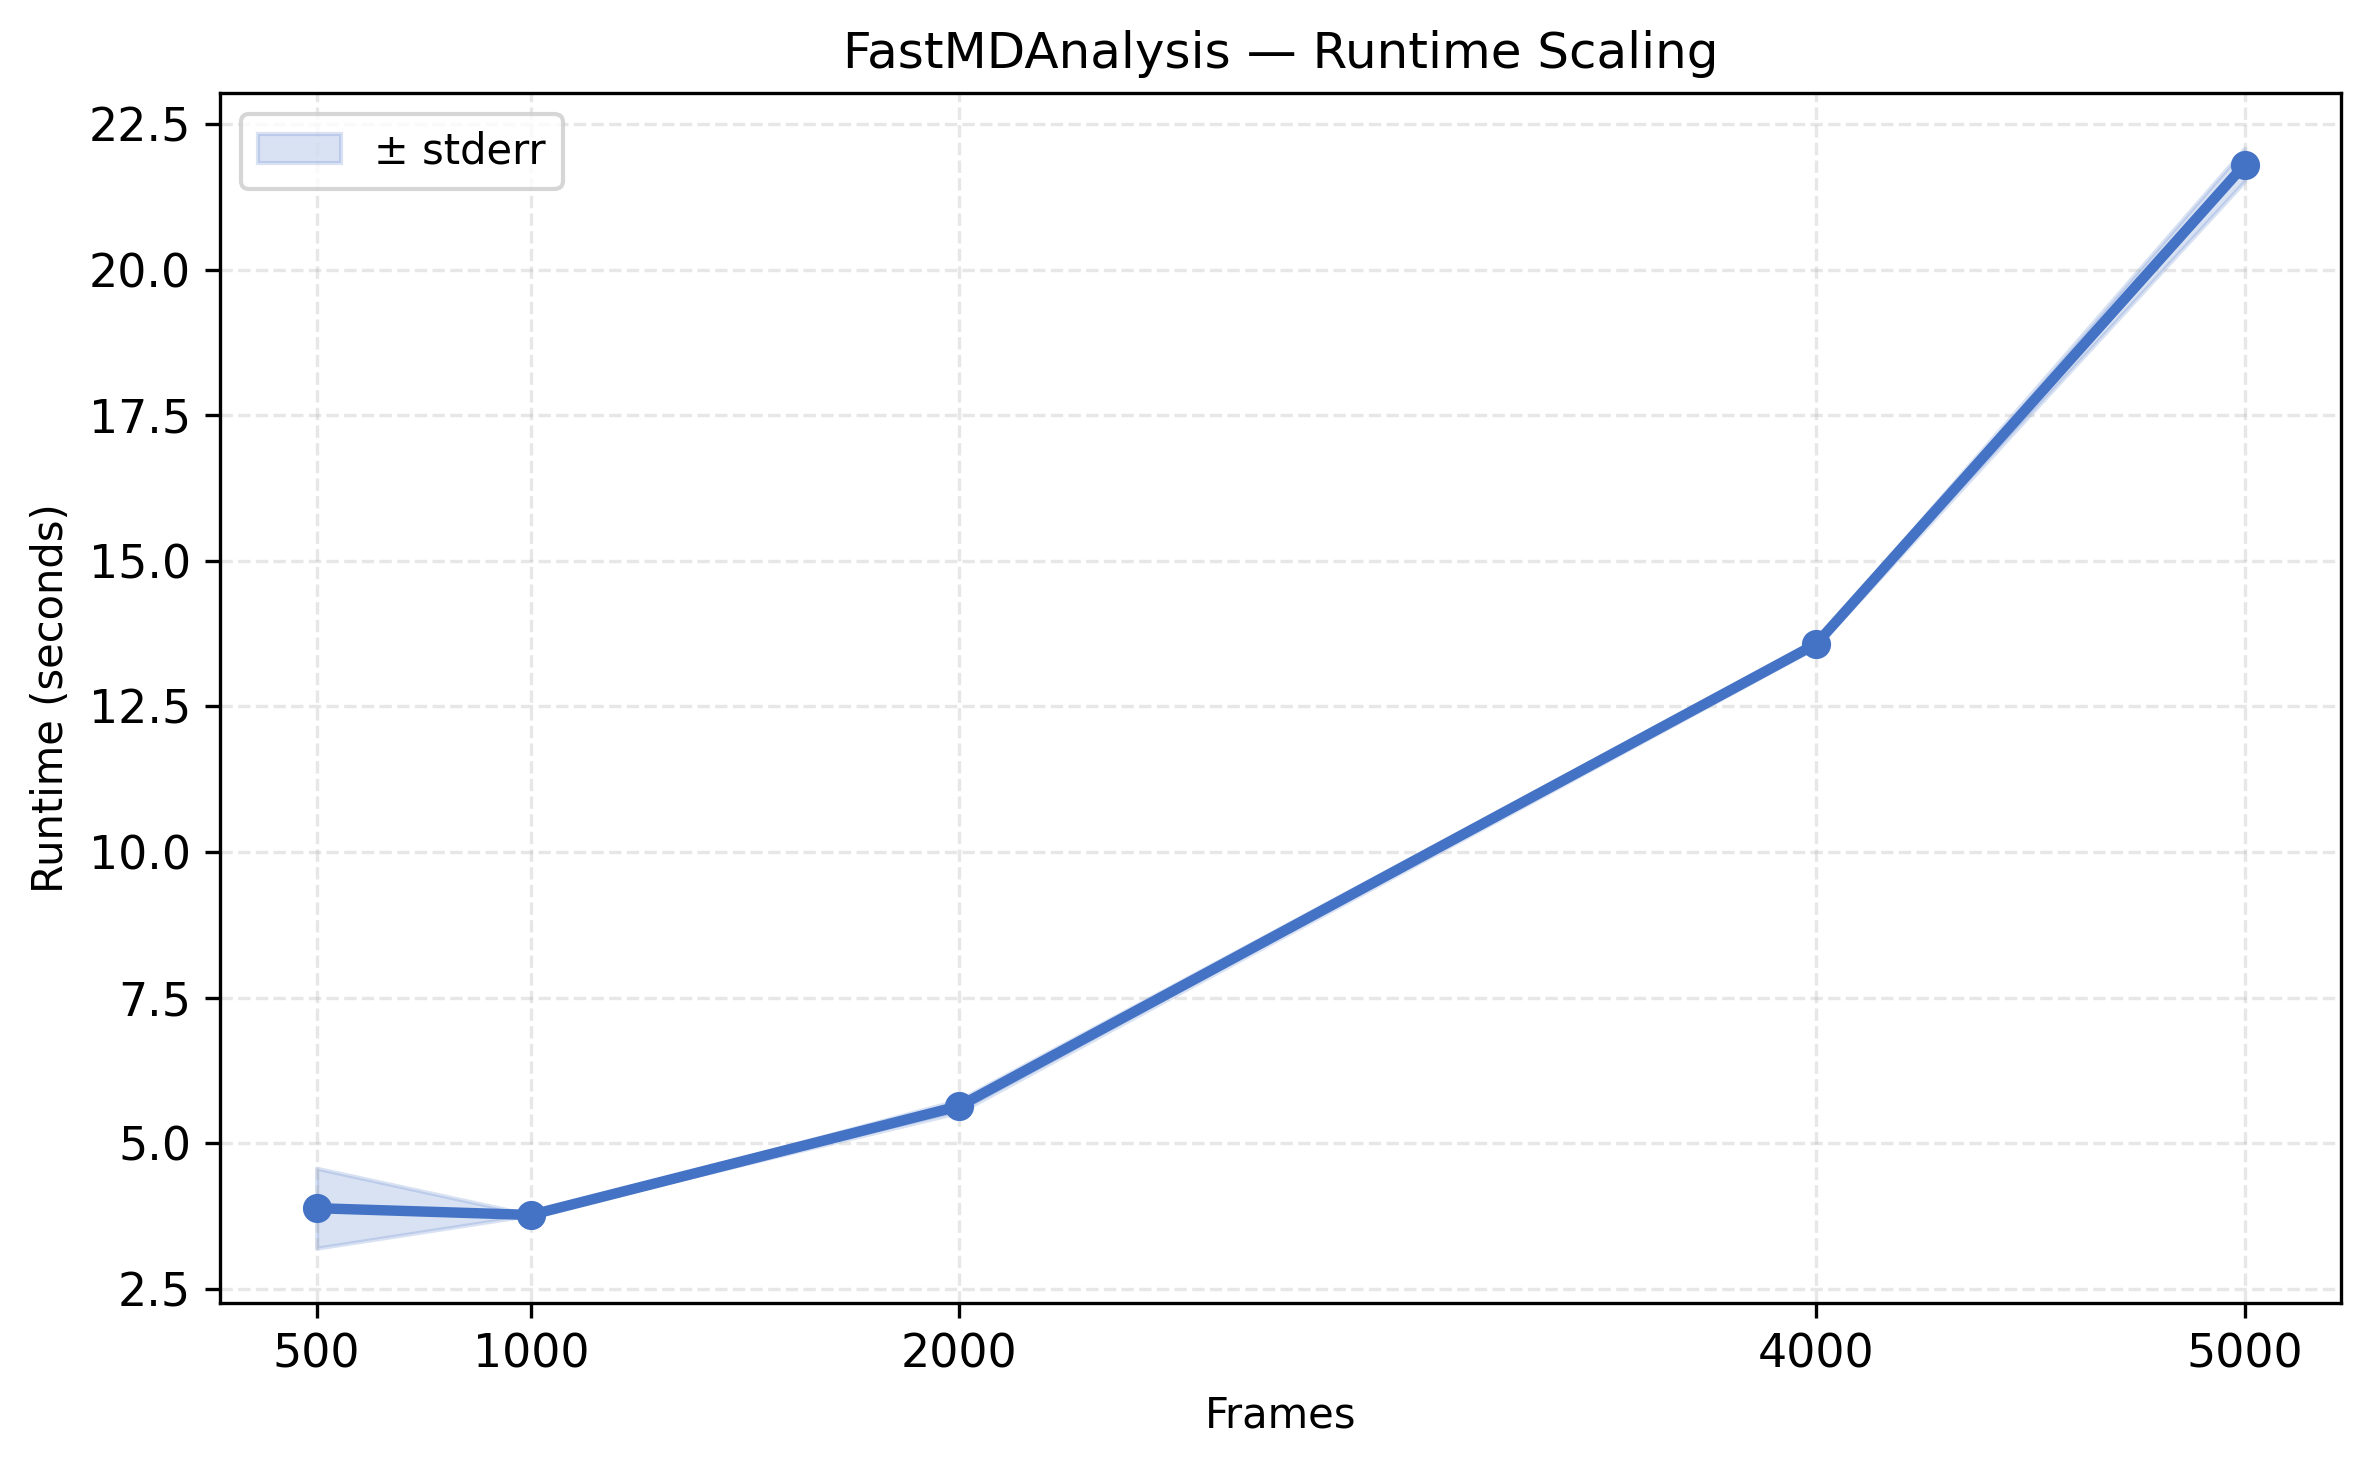 FastMDAnalysis — Runtime Scaling
± stderr
22.5
20.0
17.5
15.0
12.5
10.0
7.5
5.0
2.5
Runtime (seconds)
500 1000 2000 4000 5000
Frames